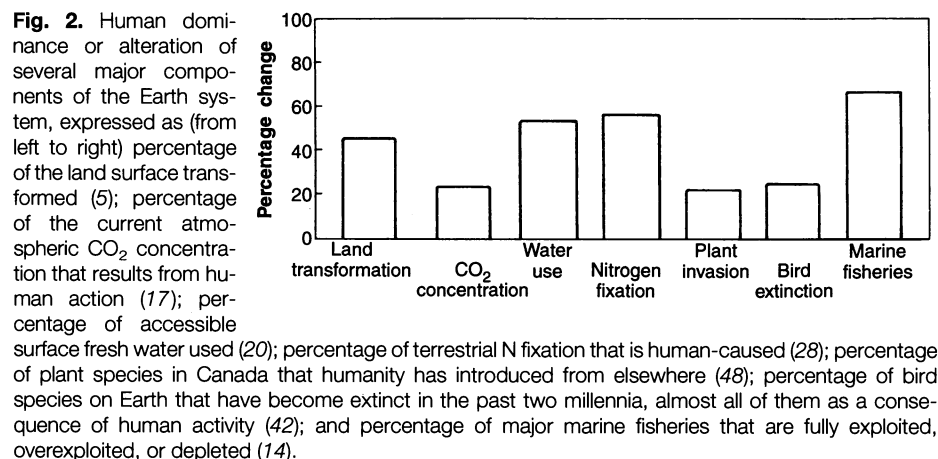 Fig. 2. Human domi-
nance or alteration of
several major compo-
nents of the Earth sys-
tem, expressed as (from
left to right) percentage
of the land surface trans-
formed (5); percentage
of the current atmo-
spheric CO₂ concentra-
tion that results from hu-
man action (17); per-
centage of accessible
surface fresh water used (20); percentage of terrestrial N fixation that is human-caused (28); percentage
of plant species in Canada that humanity has introduced from elsewhere (48); percentage of bird
species on Earth that have become extinct in the past two millennia, almost all of them as a conse-
quence of human activity (42); and percentage of major marine fisheries that are fully exploited,
overexploited, or depleted (14).
Percentage change
100
80
60
40
20
0
Land
transformation
CO₂
concentration
Water
use
Nitrogen
fixation
Plant
invasion
Bird
extinction
Marine
fisheries